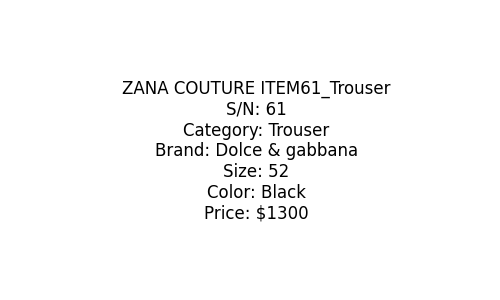 ZANA COUTURE ITEM61_Trouser
S/N: 61
Category: Trouser
Brand: Dolce & gabbana
Size: 52
Color: Black
Price: $1300